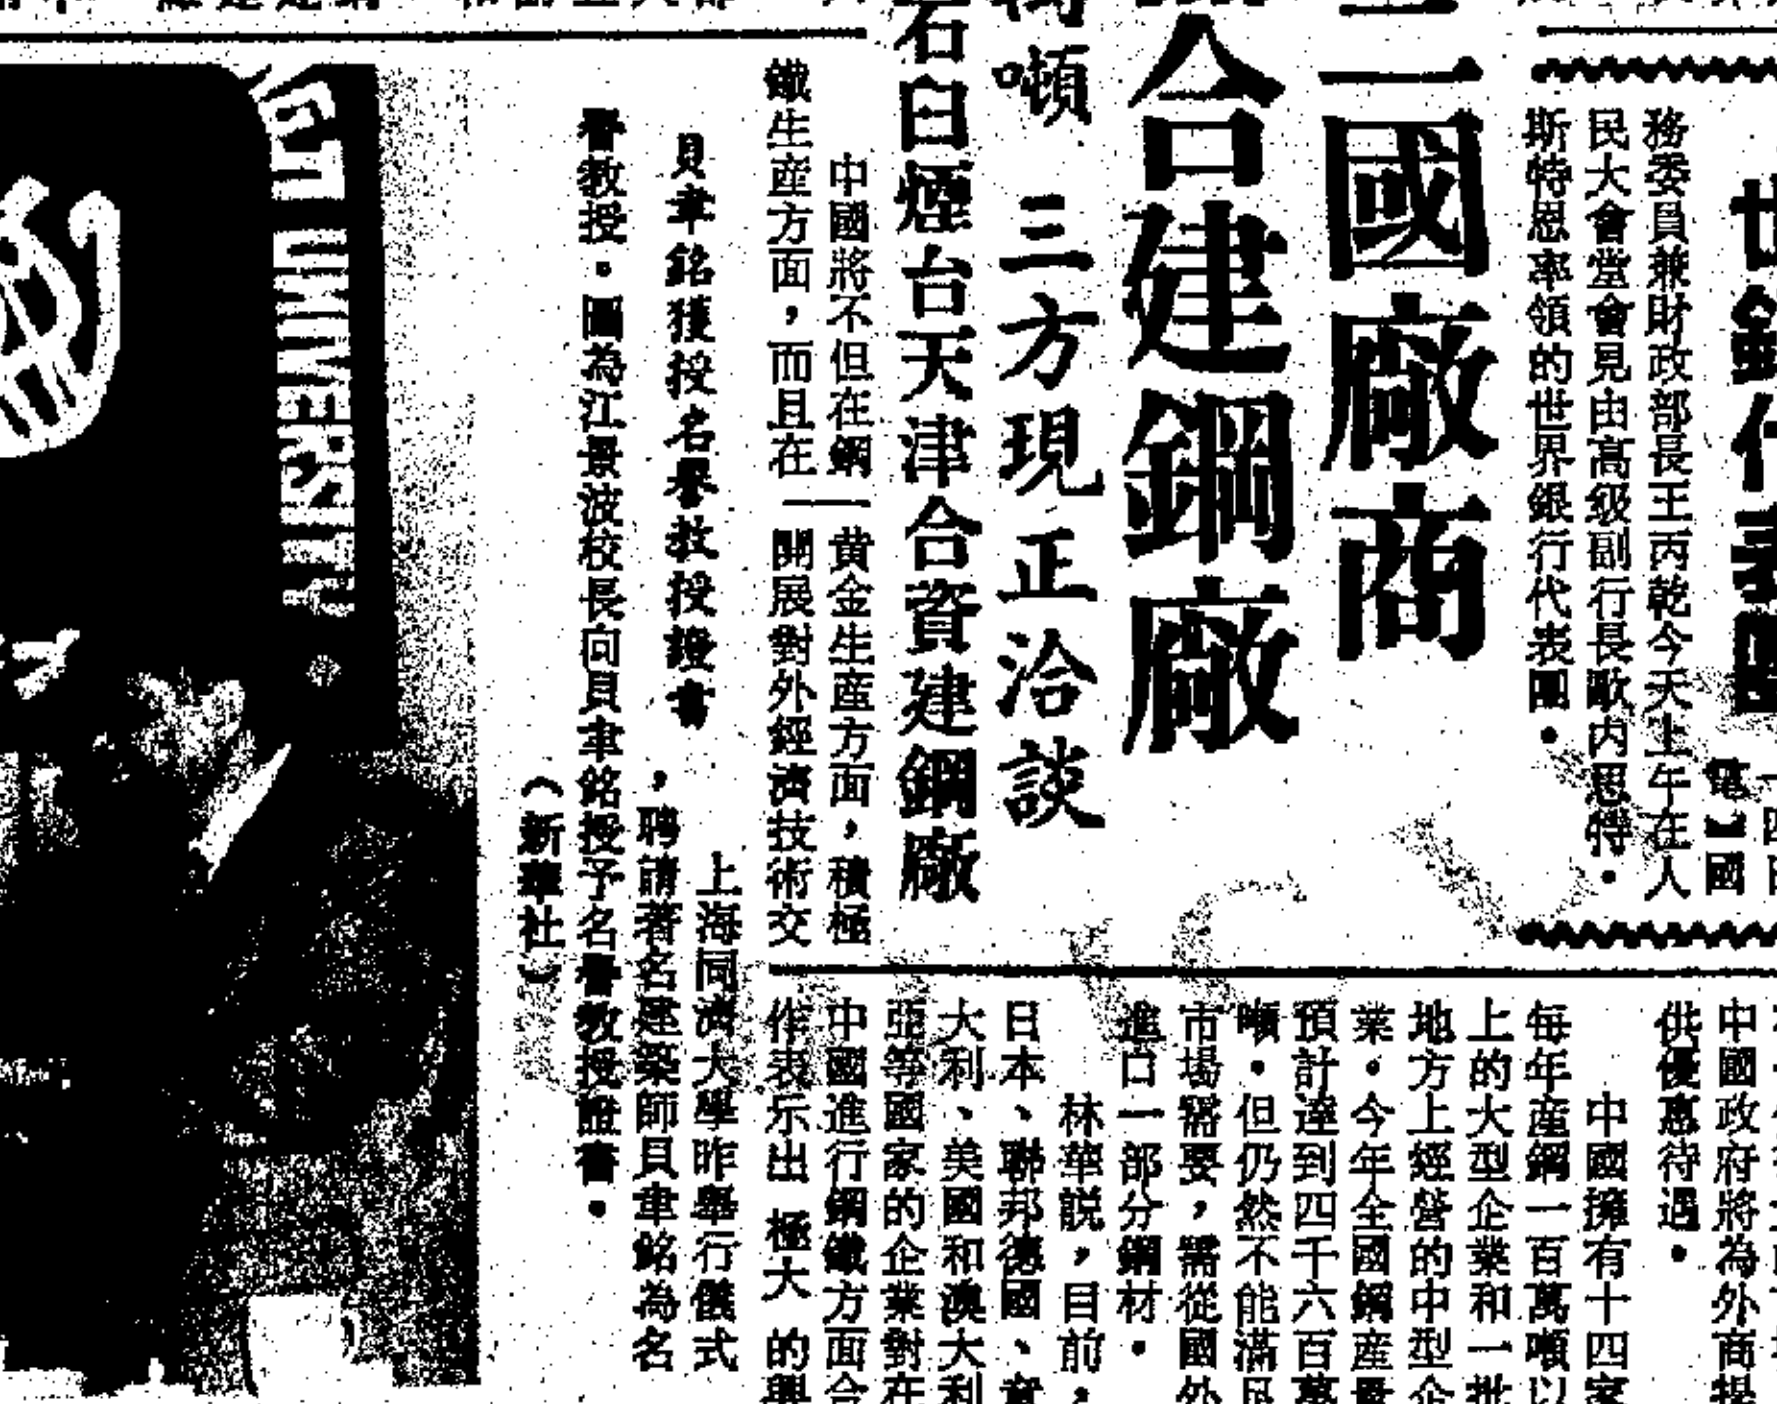 務委員兼財政部長王丙乾今天上午在人
民大會堂會見由高級副行長歐内思特·
斯特恩率領的世界銀行代表團。
三國廠商
合建鋼廠
噸 三方現正洽談
石臼煙台天津合資建鋼廠
中國將不但在鋼
鐵生産方面，而且在
黄金生産方面，積極
開展對外經濟技術交
中國政府將為外商提
供優惠待遇。
中國擁有十四家
每年産鋼一百萬噸以
上的大型企業和一批
地方上經營的中型企
業。今年全國鋼産量
預計達到四千六百萬
噸。但仍然不能滿足
市場需要，需從國外
進口一部分鋼材。
林華説，目前，
日本、聯邦德國、意
大利、美國和澳大利
亞等國家的企業對在
中國進行鋼鐵方面合
作表示出極大的興
貝聿銘獲授名譽教授證書
上海同濟大學昨舉行儀式
，聘請著名建築師貝聿銘為名
譽教授。圖為江景波校長向貝聿銘授予名譽教授證書。
（新華社）
UNIVERSITY